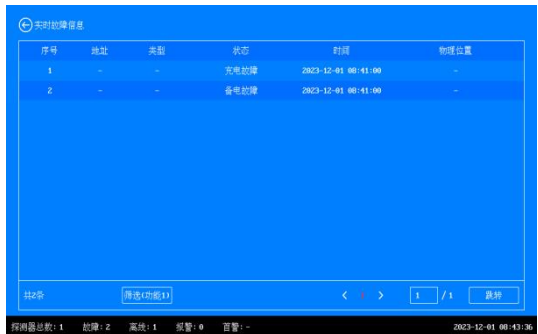 实时故障信息
序号 地址 类型 状态 时间 物理位置
1 - - 充电故障 2023-12-01 08:41:00 -
2 - - 备电故障 2023-12-01 08:41:00 -
共2条 筛选(功能1) < 1 > 1 / 1 跳转
探测器总数: 1 故障: 2 离线: 1 报警: 0 首警: - 2023-12-01 08:43:36